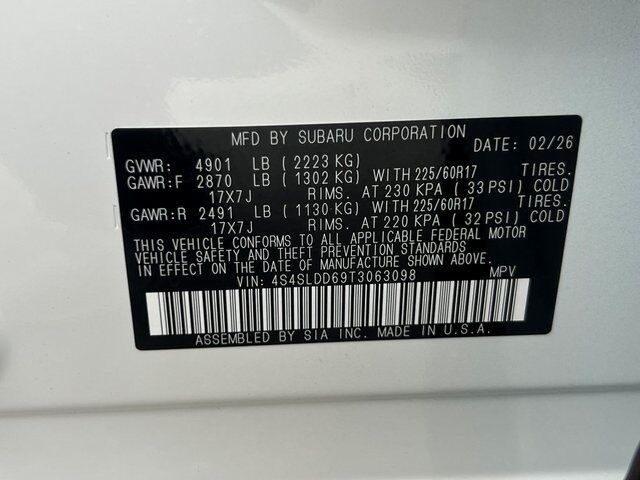 MFD BY SUBARU CORPORATION DATE: 02/26
GVWR: 4901 LB (2223 KG)
GAWR:F 2870 LB (1302 KG) WITH 225/60R17 TIRES.
17X7J RIMS. AT 230 KPA (33 PSI) COLD
GAWR:R 2491 LB (1130 KG) WITH 225/60R17 TIRES.
17X7J RIMS. AT 220 KPA (32 PSI) COLD
THIS VEHICLE CONFORMS TO ALL APPLICABLE FEDERAL MOTOR
VEHICLE SAFETY AND THEFT PREVENTION STANDARDS
IN EFFECT ON THE DATE OF MANUFACTURE SHOWN ABOVE.
VIN: 4S4SLDD69T3063098 MPV
ASSEMBLED BY SIA INC. MADE IN U.S.A.